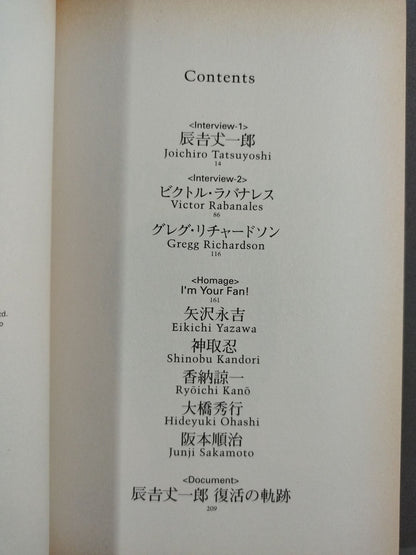 Contents
<Interview-1>
辰吉丈一郎
Joichiro Tatsuyoshi
14
<Interview-2>
ビクトル・ラバナレス
Victor Rabanales
86
グレグ・リチャードソン
Gregg Richardson
116
<Homage>
I'm Your Fan!
161
矢沢永吉
Eikichi Yazawa
神取忍
Shinobu Kandori
香納諒一
Ryōichi Kanō
大橋秀行
Hideyuki Ohashi
阪本順治
Junji Sakamoto
<Document>
辰吉丈一郎 復活の軌跡
209